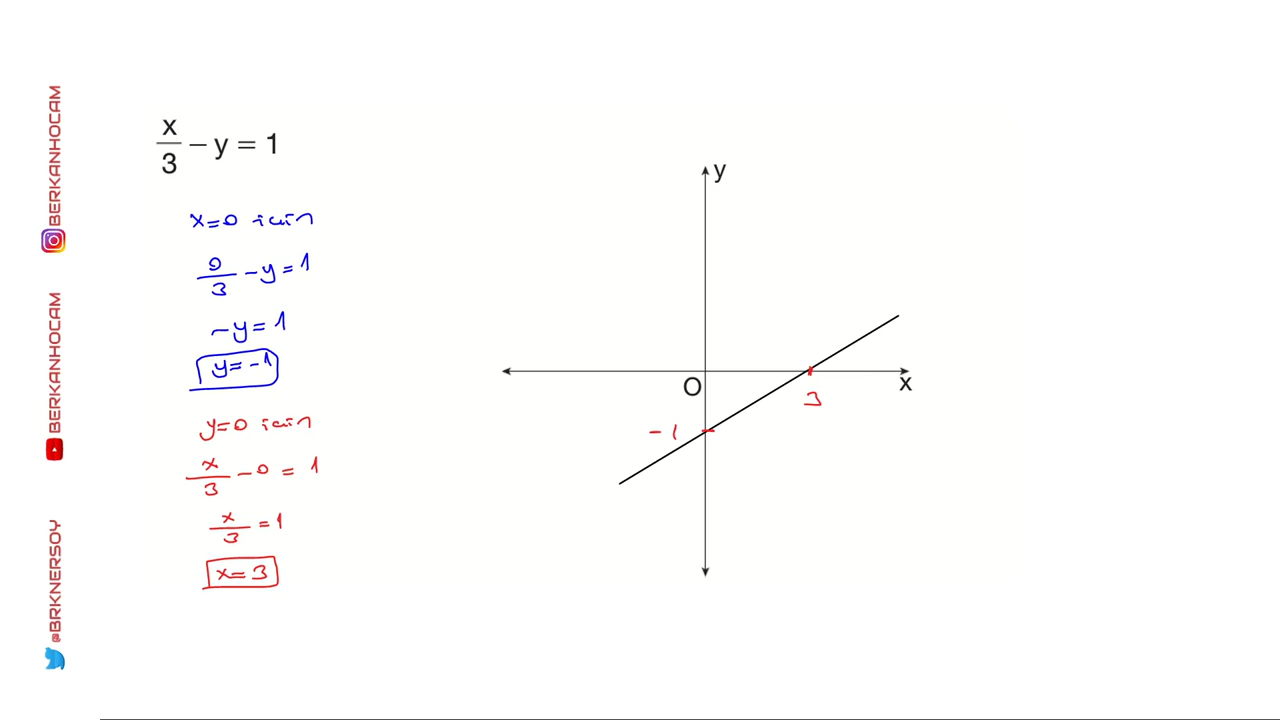 BERKANHOCAM
BERKANHOCAM
@BRKNERSOY
x/3 − y = 1
x=0 için
0/3 − y = 1
−y = 1
y = −1
y=0 için
x/3 − 0 = 1
x/3 = 1
x = 3
y
O
x
3
−1